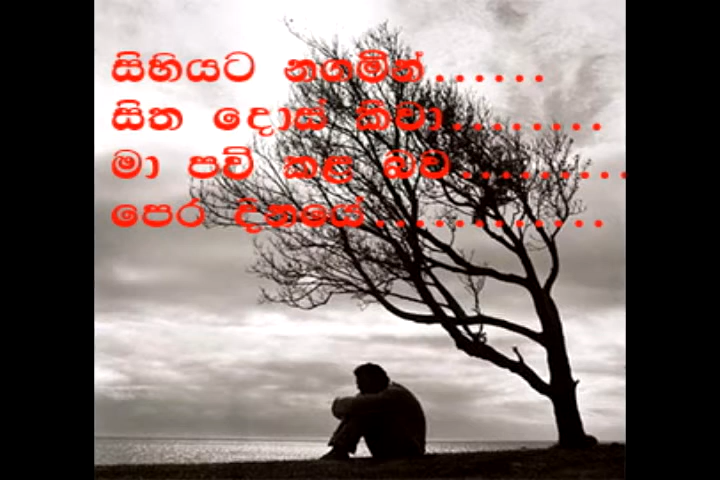 සිහියට නගමින්......
සිත දොස් කිවා........
මා පව් කළ බව.........
පෙර දිනයේ............